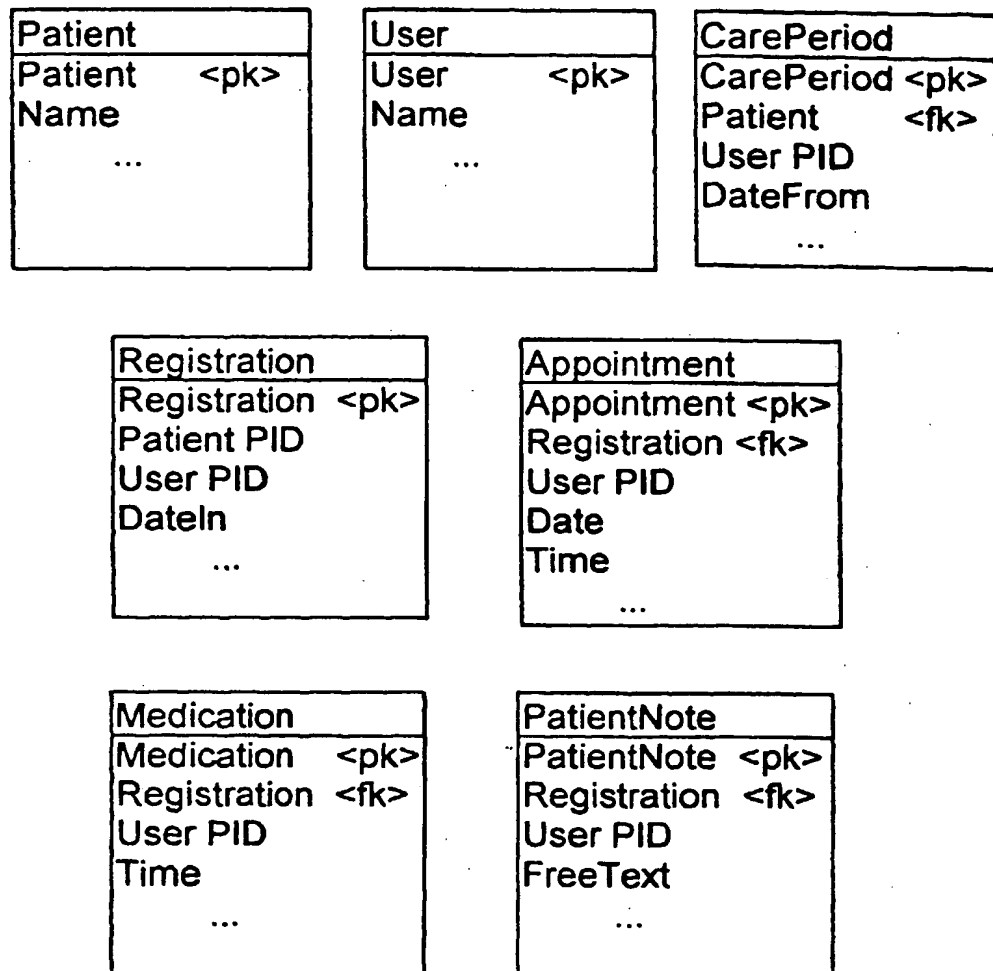 Patient
Patient <pk>
Name
...
User
User <pk>
Name
...
CarePeriod
CarePeriod <pk>
Patient <fk>
User PID
DateFrom
...
Registration
Registration <pk>
Patient PID
User PID
DateIn
...
Appointment
Appointment <pk>
Registration <fk>
User PID
Date
Time
...
Medication
Medication <pk>
Registration <fk>
User PID
Time
...
PatientNote
PatientNote <pk>
Registration <fk>
User PID
FreeText
...